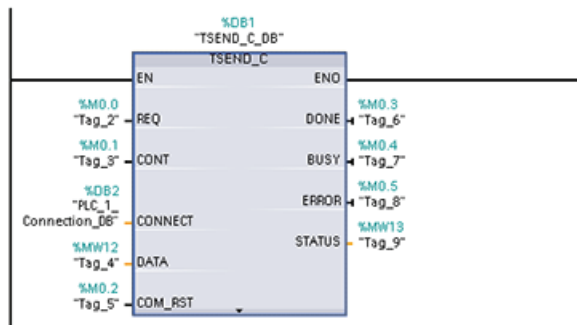 %DB1
"TSEND_C_DB"
TSEND_C
EN ENO
%M0.0 %M0.3
"Tag_2" REQ DONE "Tag_6"
%M0.1 %M0.4
"Tag_3" CONT BUSY "Tag_7"
%DB2 %M0.5
"PLC_1_ ERROR "Tag_8"
Connection_DB" CONNECT %MW13
%MW12 STATUS "Tag_9"
"Tag_4" DATA
%M0.2
"Tag_5" COM_RST